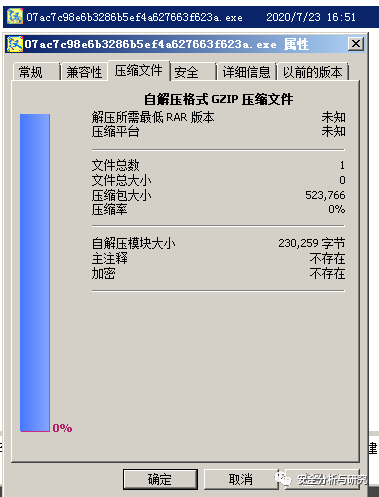 07ac7c98e6b3286b5ef4a627663f623a.exe 2020/7/23 16:51
07ac7c98e6b3286b5ef4a627663f623a.exe 属性
常规 兼容性 压缩文件 安全 详细信息 以前的版本
自解压格式 GZIP 压缩文件
解压所需最低 RAR 版本 未知
压缩平台 未知
文件总数 1
文件总大小 0
压缩包大小 523,766
压缩率 0%
自解压模块大小 230,259 字节
主注释 不存在
加密 不存在
0%
建
确定 取消
安全分析与研究